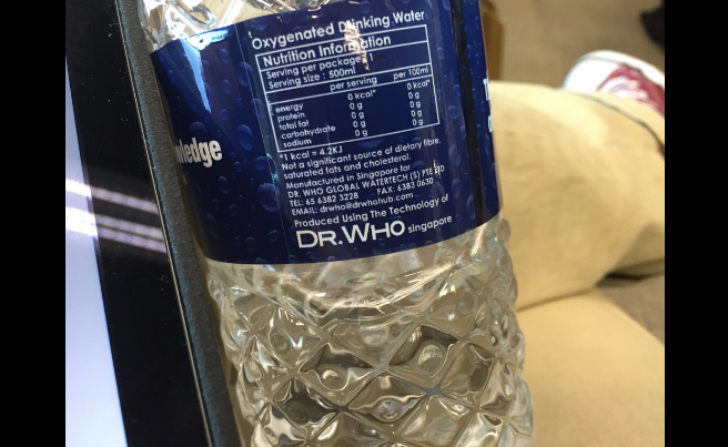 Oxygenated Drinking Water
Nutrition Information
Serving per package: 1
Serving size : 500ml
per serving per 100ml
energy 0 kcal* 0 kcal*
protein 0 g 0 g
total fat 0 g 0 g
carbohydrate 0 g 0 g
sodium 0 g 0 g
*1 kcal = 4.2KJ
Not a significant source of dietary fibre,
saturated fats and cholesterol.
Manufactured in Singapore for
DR. WHO GLOBAL WATERTECH (S) PTE LTD
TEL: 65 6382 3228 FAX: 6383 0630
EMAIL: drwho@drwhohub.com
Produced Using The Technology of
DR.WHO singapore